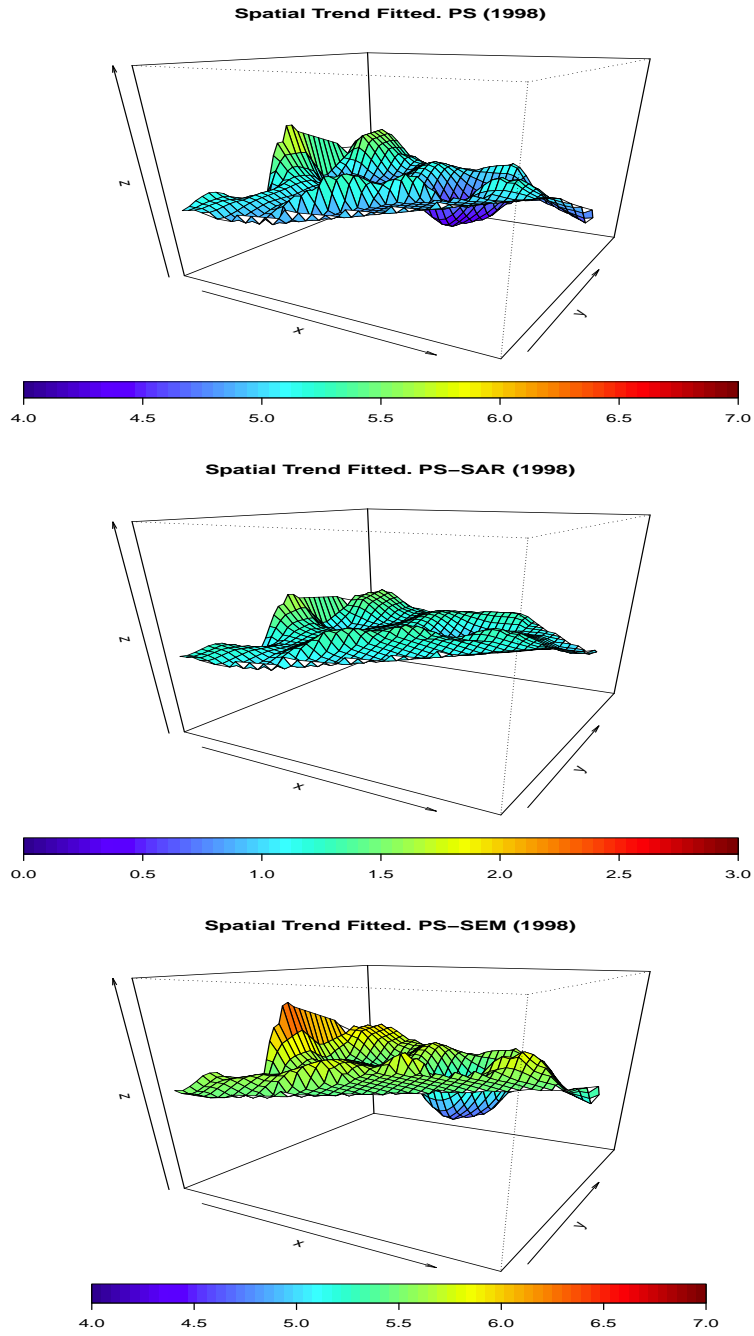 Spatial Trend Fitted. PS (1998)
z
x
y
4.0 4.5 5.0 5.5 6.0 6.5 7.0
Spatial Trend Fitted. PS−SAR (1998)
z
x
y
0.0 0.5 1.0 1.5 2.0 2.5 3.0
Spatial Trend Fitted. PS−SEM (1998)
z
x
y
4.0 4.5 5.0 5.5 6.0 6.5 7.0